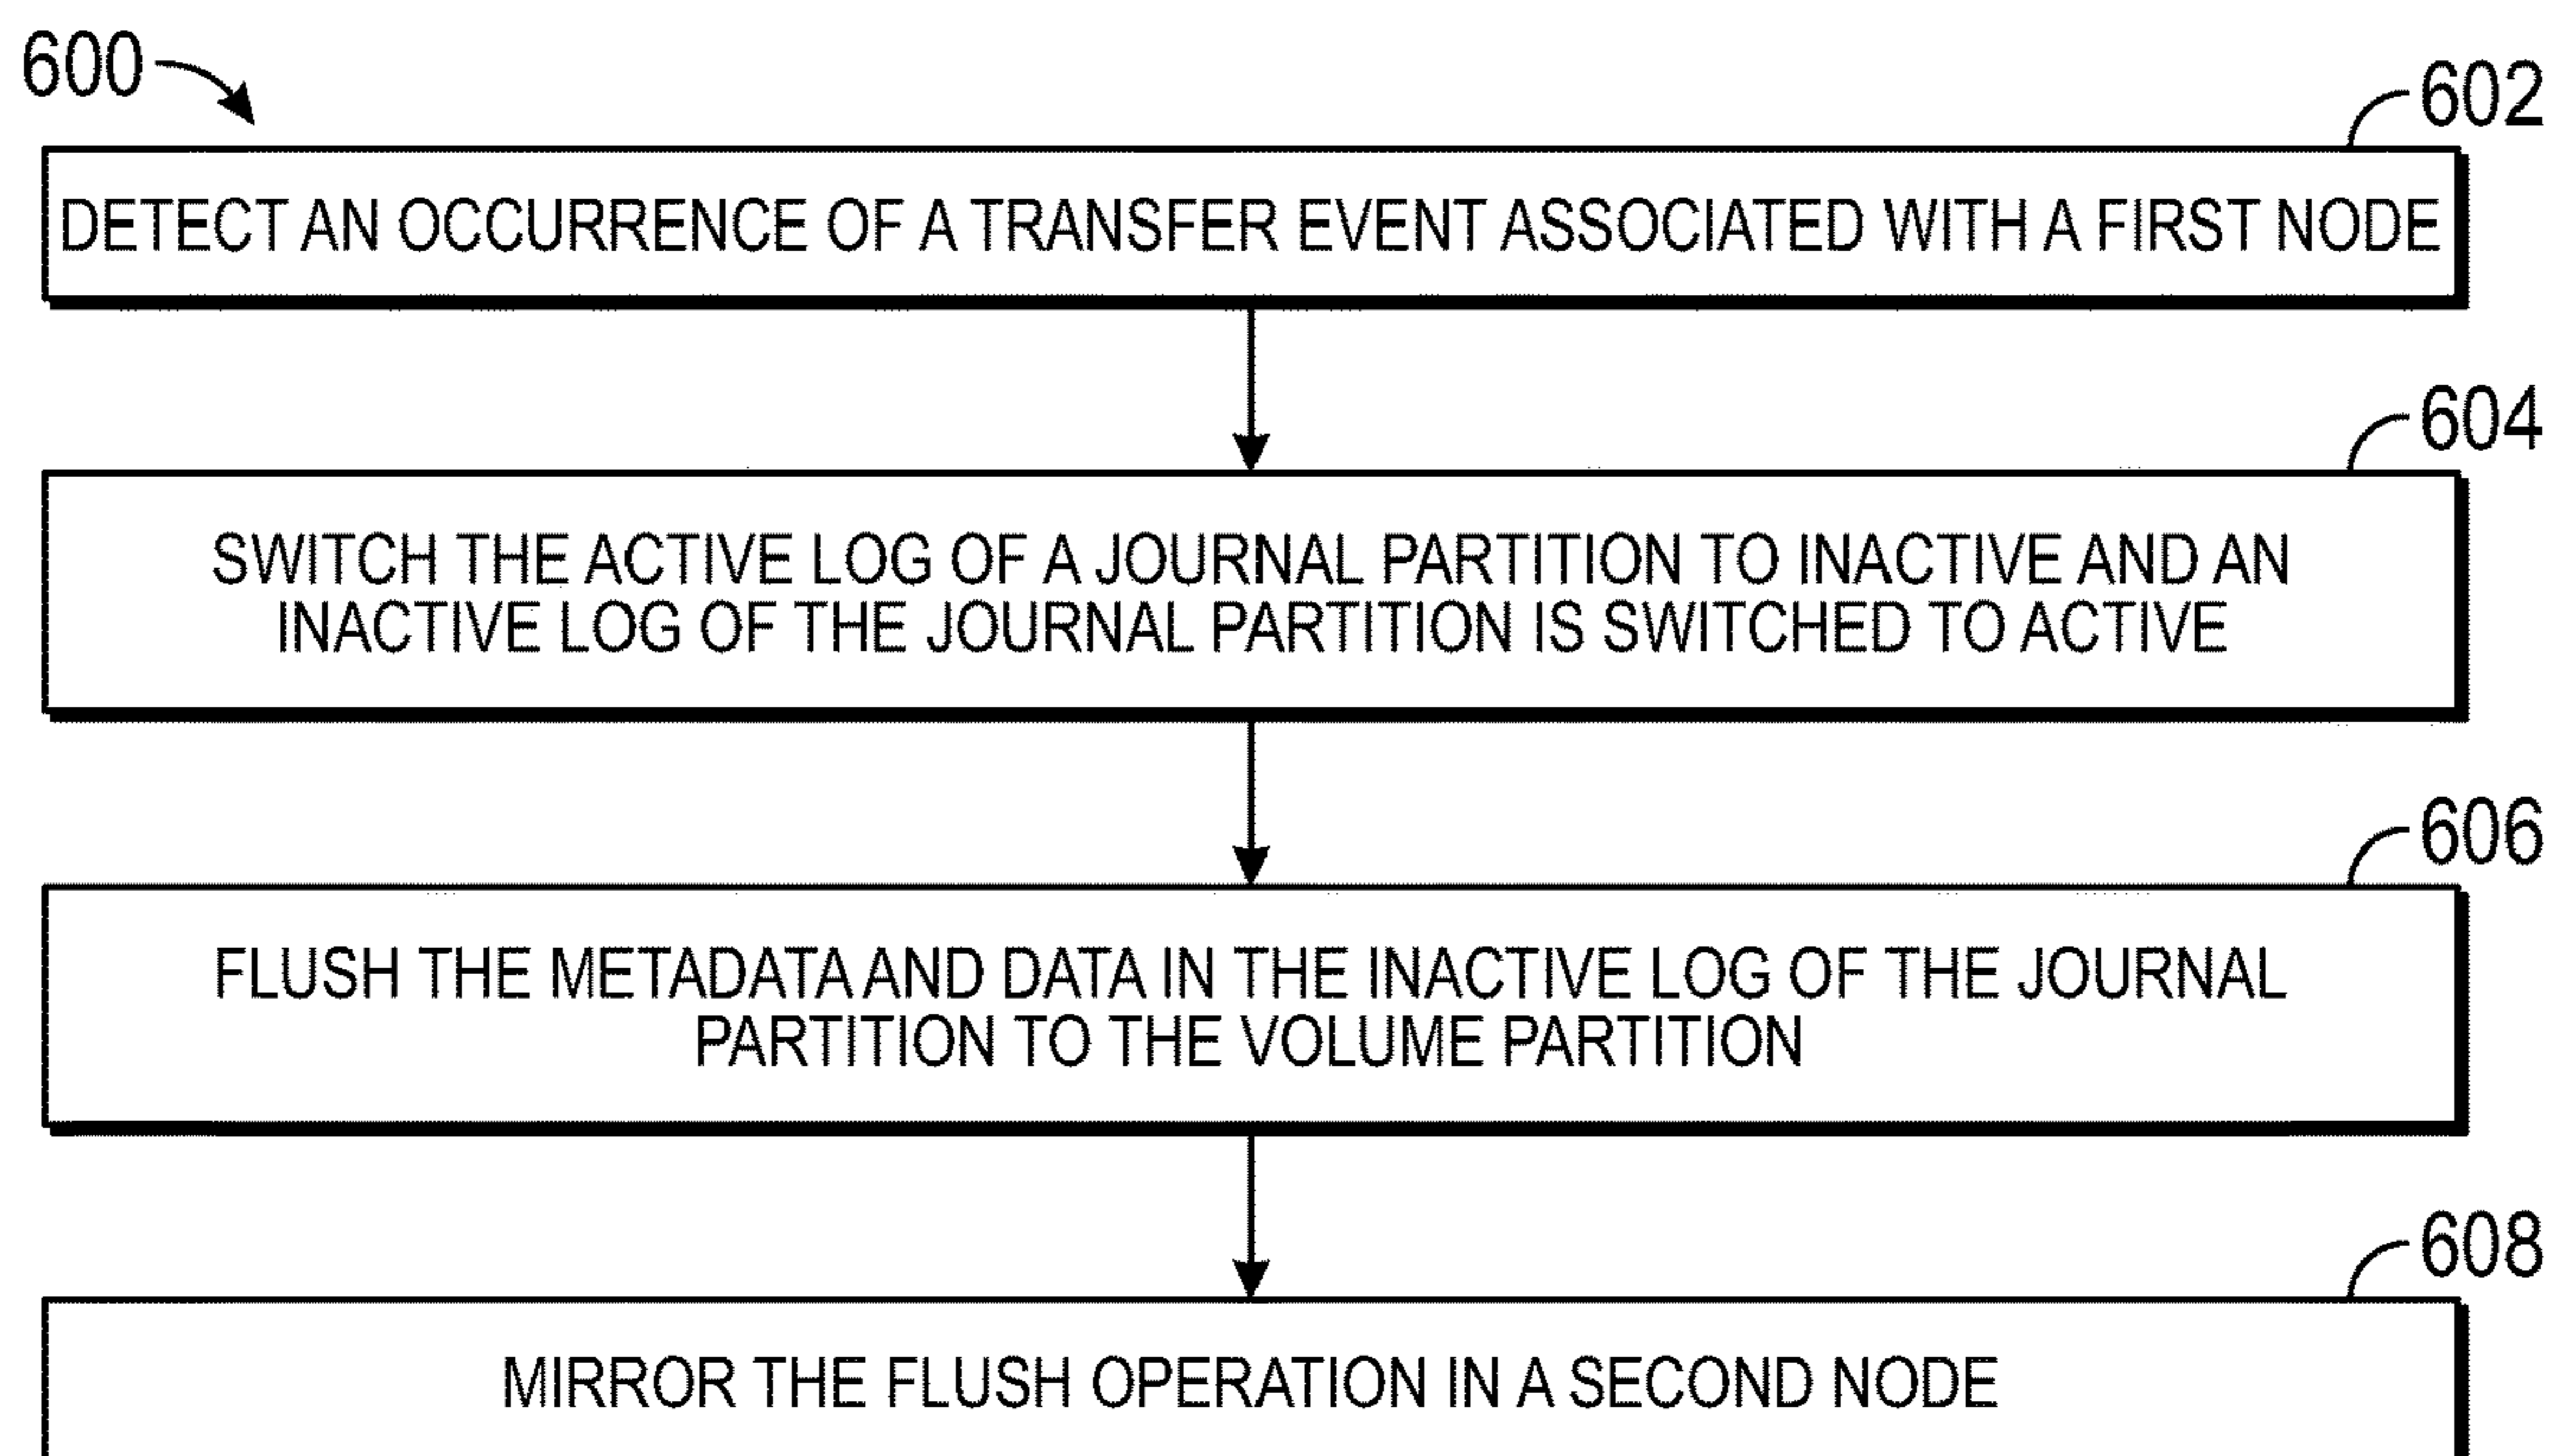 600
602
DETECT AN OCCURRENCE OF A TRANSFER EVENT ASSOCIATED WITH A FIRST NODE
604
SWITCH THE ACTIVE LOG OF A JOURNAL PARTITION TO INACTIVE AND AN
INACTIVE LOG OF THE JOURNAL PARTITION IS SWITCHED TO ACTIVE
606
FLUSH THE METADATA AND DATA IN THE INACTIVE LOG OF THE JOURNAL
PARTITION TO THE VOLUME PARTITION
608
MIRROR THE FLUSH OPERATION IN A SECOND NODE